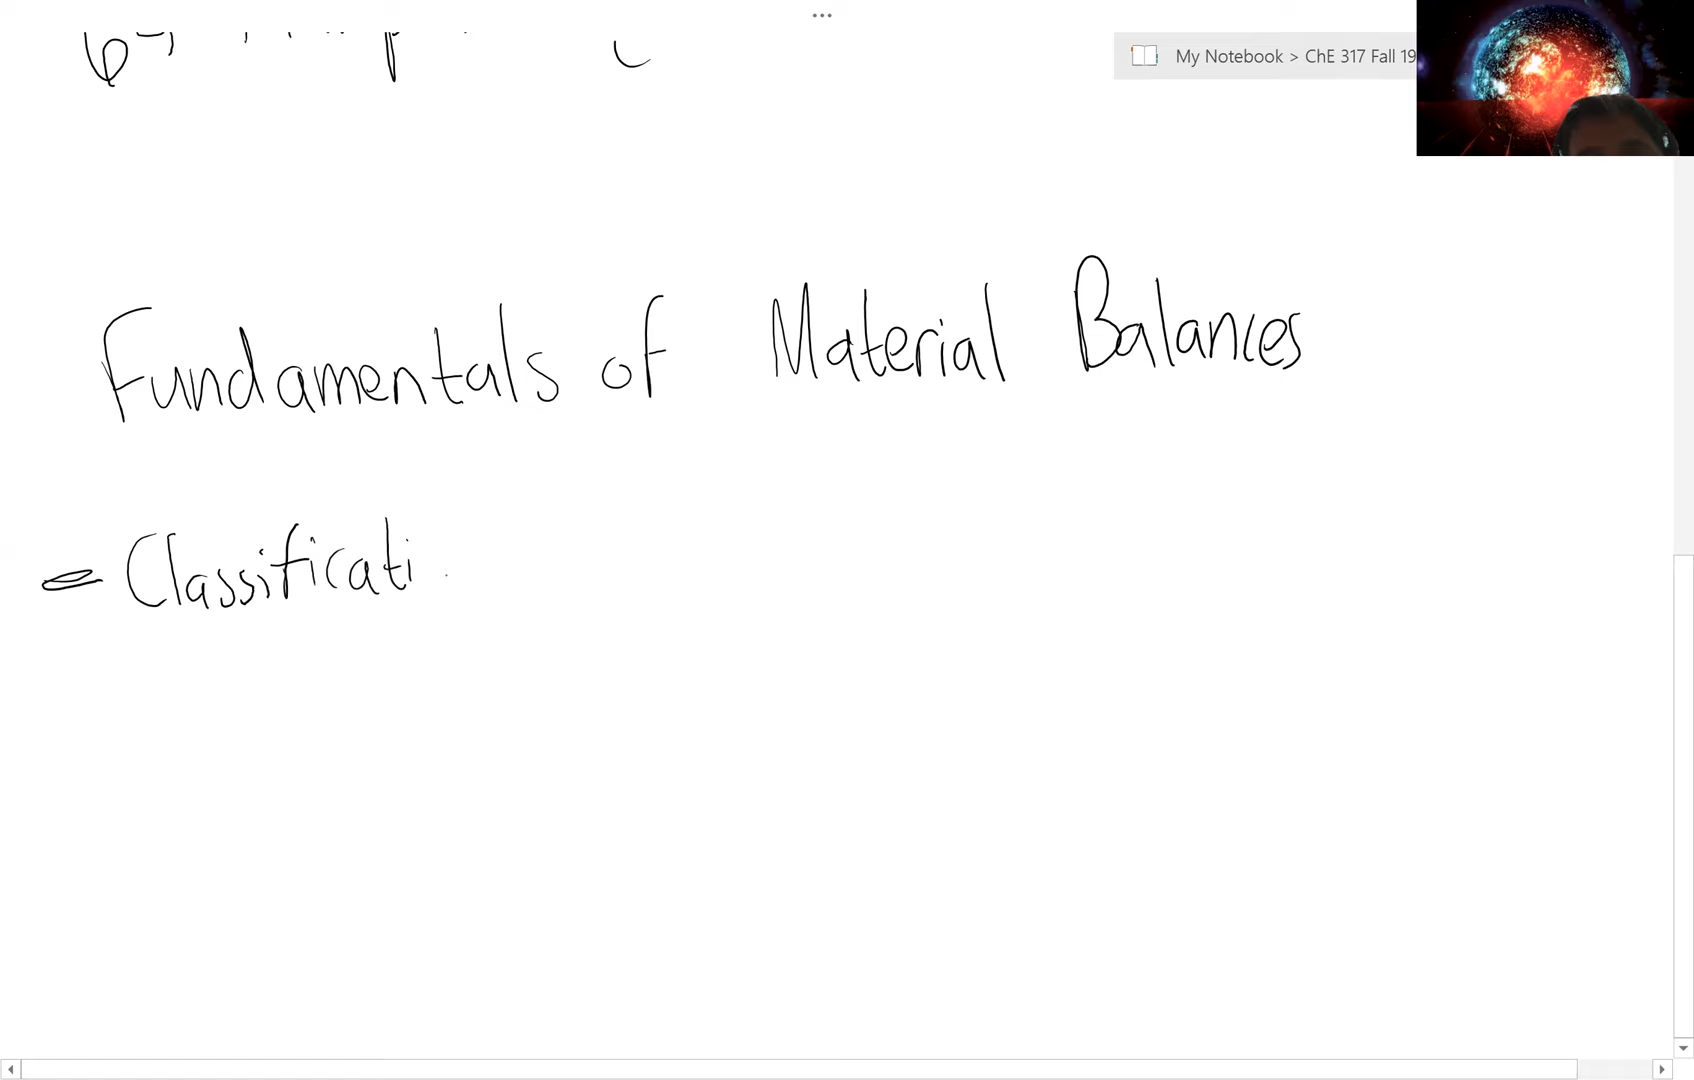 My Notebook > ChE 317 Fall 19
Fundamentals of Material Balances
- Classificati